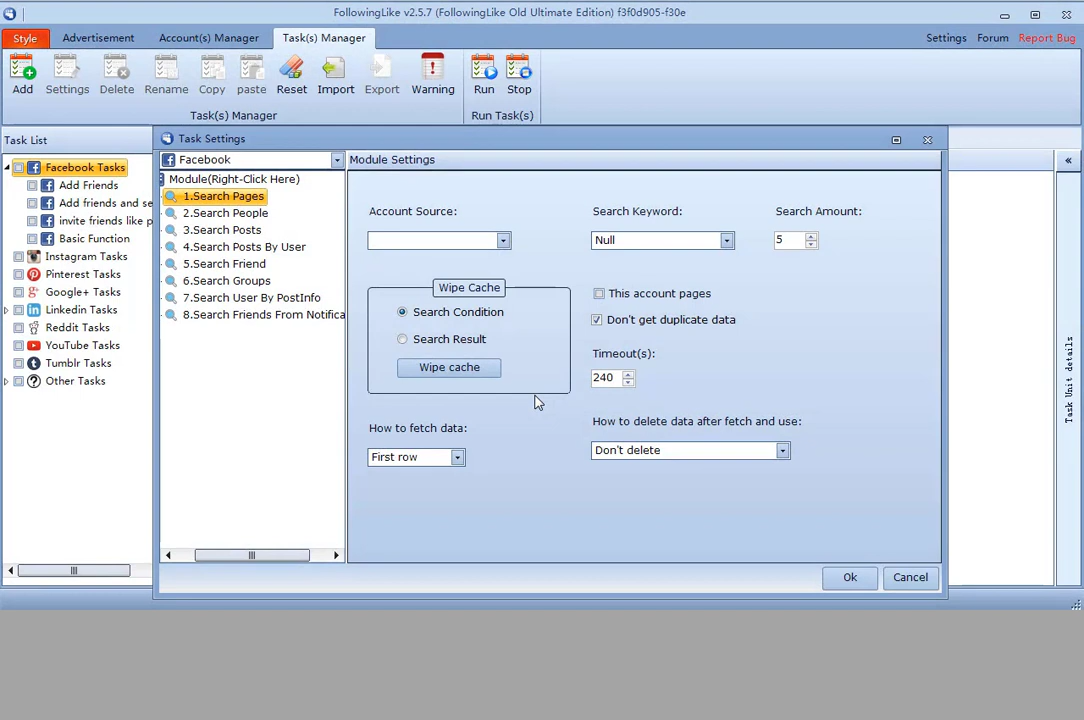 FollowingLike v2.5.7 (FollowingLike Old Ultimate Edition) f3f0d905-f30e
Style Advertisement Account(s) Manager Task(s) Manager Settings Forum Report Bug
Add Settings Delete Rename Copy paste Reset Import Export Warning Run Stop
Task(s) Manager Run Task(s)
Task List
Task Settings
Facebook
Module Settings
Facebook Tasks
Add Friends
Add friends and se
invite friends like p
Basic Function
Instagram Tasks
Pinterest Tasks
Google+ Tasks
Linkedin Tasks
Reddit Tasks
YouTube Tasks
Tumblr Tasks
Other Tasks
Module(Right-Click Here)
1.Search Pages
2.Search People
3.Search Posts
4.Search Posts By User
5.Search Friend
6.Search Groups
7.Search User By PostInfo
8.Search Friends From Notifica
Account Source: Search Keyword: Search Amount:
Null 5
Wipe Cache
Search Condition
Search Result
Wipe cache
This account pages
Don't get duplicate data
Timeout(s):
240
How to fetch data:
First row
How to delete data after fetch and use:
Don't delete
Ok Cancel
«
Task Unit details